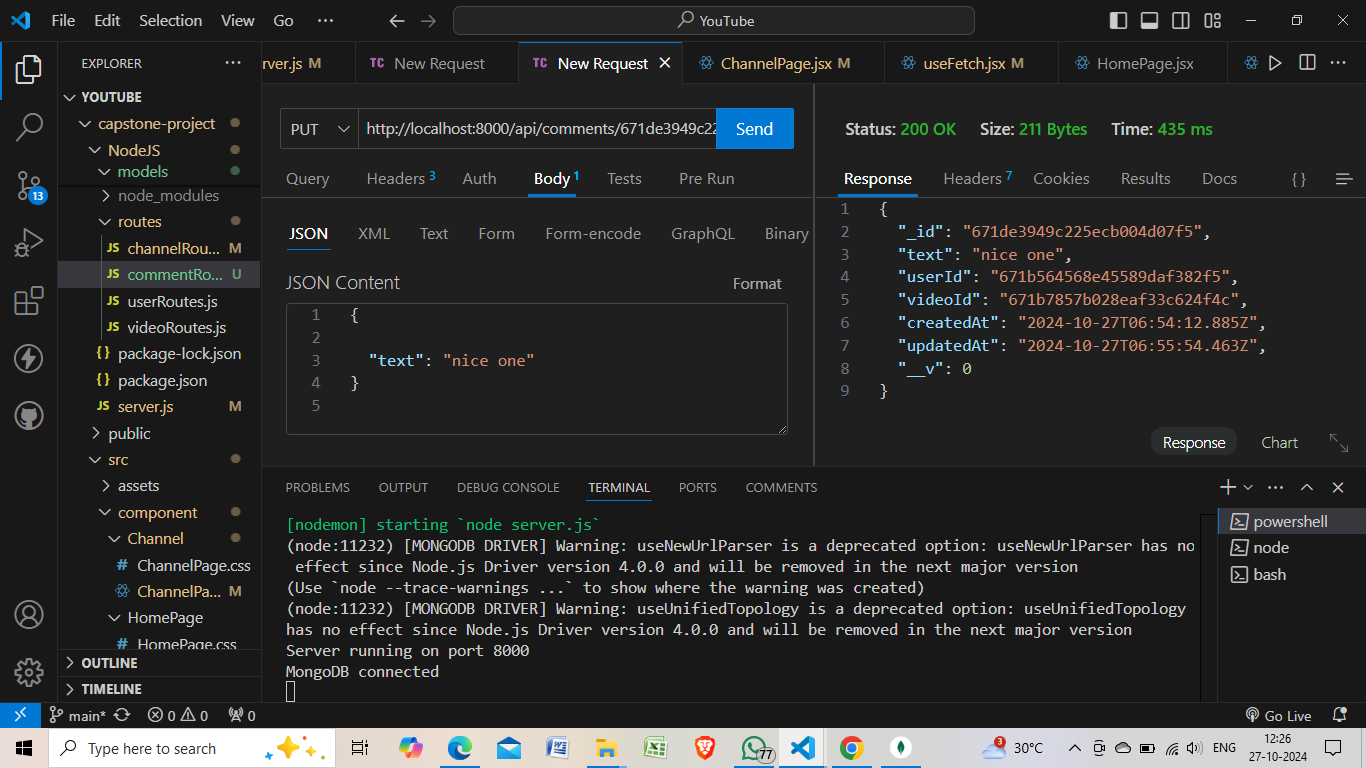 File Edit Selection View Go ··· YouTube
EXPLORER ···
rver.js M TC New Request TC New Request ChannelPage.jsx M useFetch.jsx M HomePage.jsx ···
YOUTUBE
capstone-project
NodeJS
models
node_modules
routes
JS channelRou... M
JS commentRo... U
JS userRoutes.js
JS videoRoutes.js
{} package-lock.json
{} package.json
JS server.js M
public
src
assets
component
Channel
# ChannelPage.css
ChannelPa... M
HomePage
# HomePage.css
OUTLINE
TIMELINE
13
PUT http://localhost:8000/api/comments/671de3949c22 Send
Query Headers 3 Auth Body 1 Tests Pre Run
JSON XML Text Form Form-encode GraphQL Binary
JSON Content Format
1 {
2
3 "text": "nice one"
4 }
5
Status: 200 OK Size: 211 Bytes Time: 435 ms
Response Headers 7 Cookies Results Docs {}
1 {
2 "_id": "671de3949c225ecb004d07f5",
3 "text": "nice one",
4 "userId": "671b564568e45589daf382f5",
5 "videoId": "671b7857b028eaf33c624f4c",
6 "createdAt": "2024-10-27T06:54:12.885Z",
7 "updatedAt": "2024-10-27T06:55:54.463Z",
8 "__v": 0
9 }
Response Chart
PROBLEMS OUTPUT DEBUG CONSOLE TERMINAL PORTS COMMENTS ···
[nodemon] starting `node server.js`
(node:11232) [MONGODB DRIVER] Warning: useNewUrlParser is a deprecated option: useNewUrlParser has no
effect since Node.js Driver version 4.0.0 and will be removed in the next major version
(Use `node --trace-warnings ...` to show where the warning was created)
(node:11232) [MONGODB DRIVER] Warning: useUnifiedTopology is a deprecated option: useUnifiedTopology
has no effect since Node.js Driver version 4.0.0 and will be removed in the next major version
Server running on port 8000
MongoDB connected
powershell
node
bash
main* 0 0 0 Go Live
Type here to search 77 3 30°C ENG 12:26
27-10-2024